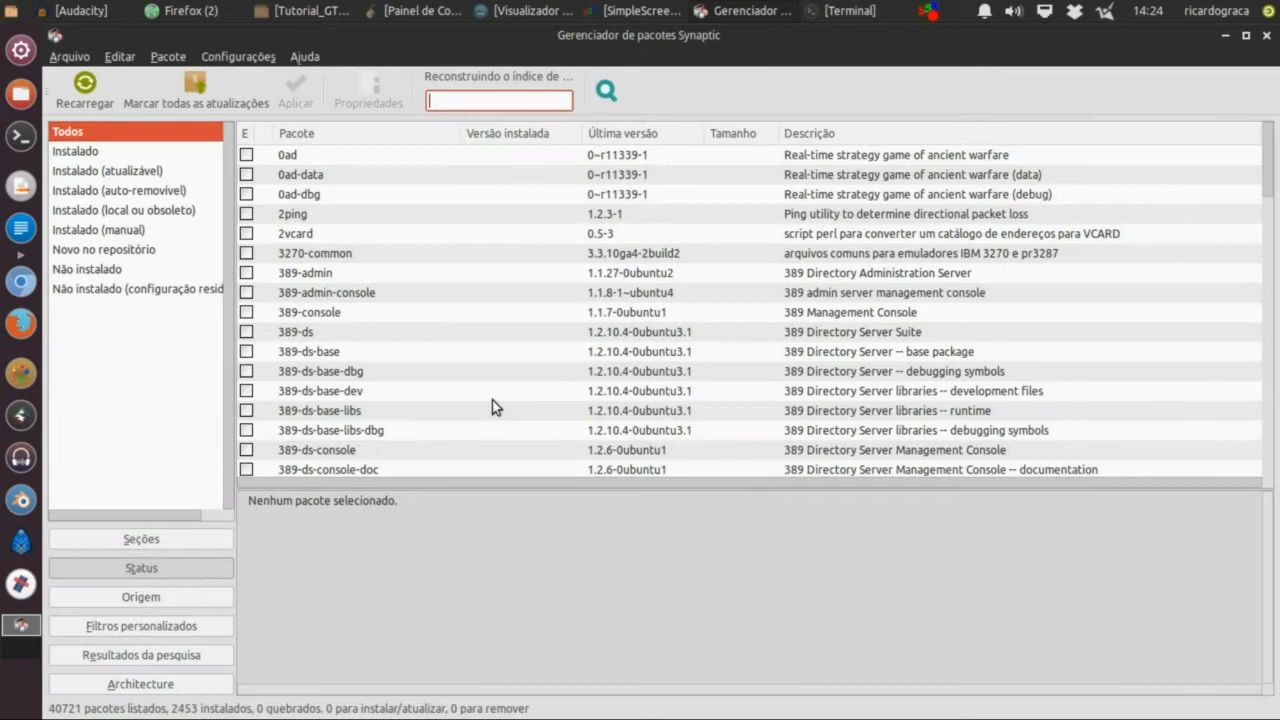 [Audacity] Firefox (2) [Tutorial_GT... [Painel de Co... [Visualizador ... [SimpleScree... Gerenciador ... [Terminal] 14:24 ricardograca
Gerenciador de pacotes Synaptic
Arquivo Editar Pacote Configurações Ajuda
Reconstruindo o índice de ...
Recarregar Marcar todas as atualizações Aplicar Propriedades
Todos
Instalado
Instalado (atualizável)
Instalado (auto-removível)
Instalado (local ou obsoleto)
Instalado (manual)
Novo no repositório
Não instalado
Não instalado (configuração resid
E Pacote Versão instalada Última versão Tamanho Descrição
0ad 0~r11339-1 Real-time strategy game of ancient warfare
0ad-data 0~r11339-1 Real-time strategy game of ancient warfare (data)
0ad-dbg 0~r11339-1 Real-time strategy game of ancient warfare (debug)
2ping 1.2.3-1 Ping utility to determine directional packet loss
2vcard 0.5-3 script perl para converter um catálogo de endereços para VCARD
3270-common 3.3.10ga4-2build2 arquivos comuns para emuladores IBM 3270 e pr3287
389-admin 1.1.27-0ubuntu2 389 Directory Administration Server
389-admin-console 1.1.8-1~ubuntu4 389 admin server management console
389-console 1.1.7-0ubuntu1 389 Management Console
389-ds 1.2.10.4-0ubuntu3.1 389 Directory Server Suite
389-ds-base 1.2.10.4-0ubuntu3.1 389 Directory Server -- base package
389-ds-base-dbg 1.2.10.4-0ubuntu3.1 389 Directory Server -- debugging symbols
389-ds-base-dev 1.2.10.4-0ubuntu3.1 389 Directory Server libraries -- development files
389-ds-base-libs 1.2.10.4-0ubuntu3.1 389 Directory Server libraries -- runtime
389-ds-base-libs-dbg 1.2.10.4-0ubuntu3.1 389 Directory Server libraries -- debugging symbols
389-ds-console 1.2.6-0ubuntu1 389 Directory Server Management Console
389-ds-console-doc 1.2.6-0ubuntu1 389 Directory Server Management Console -- documentation
Nenhum pacote selecionado.
Seções
Status
Origem
Filtros personalizados
Resultados da pesquisa
Architecture
40721 pacotes listados, 2453 instalados, 0 quebrados. 0 para instalar/atualizar, 0 para remover